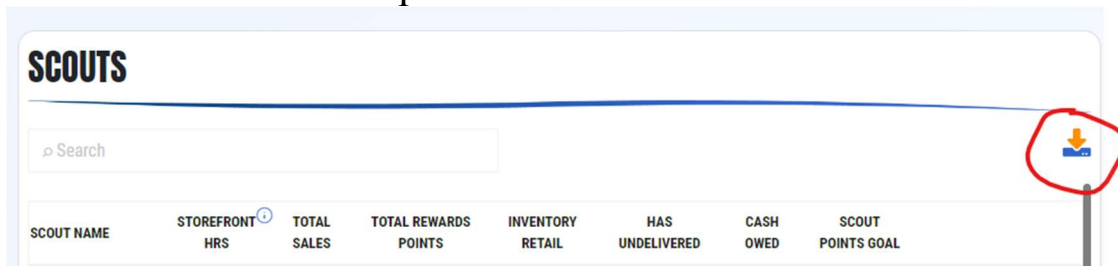 SCOUTS
Search
SCOUT NAME STOREFRONT HRS TOTAL SALES TOTAL REWARDS POINTS INVENTORY RETAIL HAS UNDELIVERED CASH OWED SCOUT POINTS GOAL